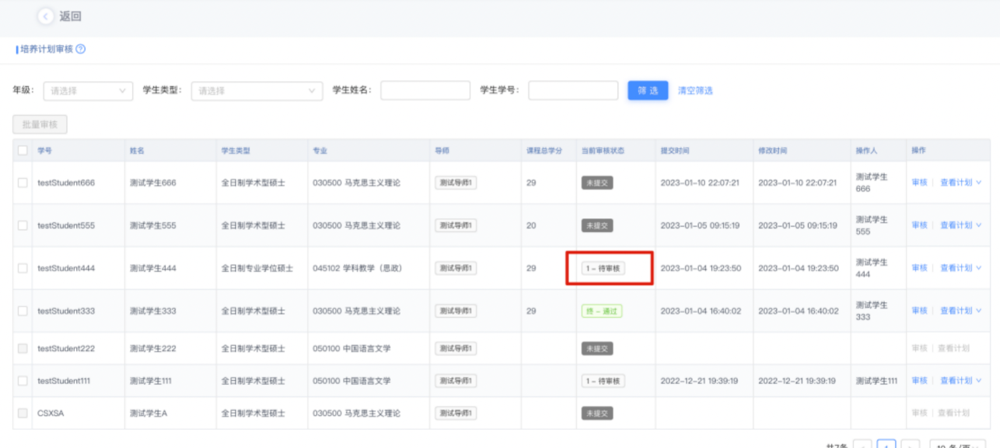 返回
培养计划审核
年级： 请选择 学生类型： 请选择 学生姓名： 学生学号： 筛 选 清空筛选
批量审核
学号 姓名 学生类型 专业 导师 课程总学分 当前审核状态 提交时间 修改时间 操作人 操作
testStudent666 测试学生666 全日制学术型硕士 030500 马克思主义理论 测试导师1 29 未提交 2023-01-10 22:07:21 2023-01-10 22:07:21 测试学生666 审核 | 查看计划
testStudent555 测试学生555 全日制学术型硕士 030500 马克思主义理论 测试导师1 20 未提交 2023-01-05 09:15:19 2023-01-05 09:15:19 测试学生555 审核 | 查看计划
testStudent444 测试学生444 全日制专业学位硕士 045102 学科教学（思政） 测试导师1 29 1 - 待审核 2023-01-04 19:23:50 2023-01-04 19:23:50 测试学生444 审核 | 查看计划
testStudent333 测试学生333 全日制学术型硕士 030500 马克思主义理论 测试导师1 29 终 - 通过 2023-01-04 16:40:02 2023-01-04 16:40:02 测试学生333 审核 | 查看计划
testStudent222 测试学生222 全日制学术型硕士 050100 中国语言文学 测试导师1 未提交 审核 | 查看计划
testStudent111 测试学生111 全日制学术型硕士 050100 中国语言文学 测试导师1 1 - 待审核 2022-12-21 19:39:19 2022-12-21 19:39:19 测试学生111 审核 | 查看计划
CSXSA 测试学生A 全日制学术型硕士 030500 马克思主义理论 测试导师1 未提交 审核 | 查看计划
共7条 1 10 条/页